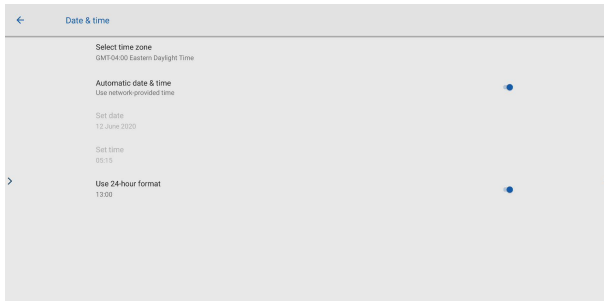 Date & time
Select time zone
GMT-04:00 Eastern Daylight Time
Automatic date & time
Use network-provided time
Set date
12 June 2020
Set time
05:15
Use 24-hour format
13:00